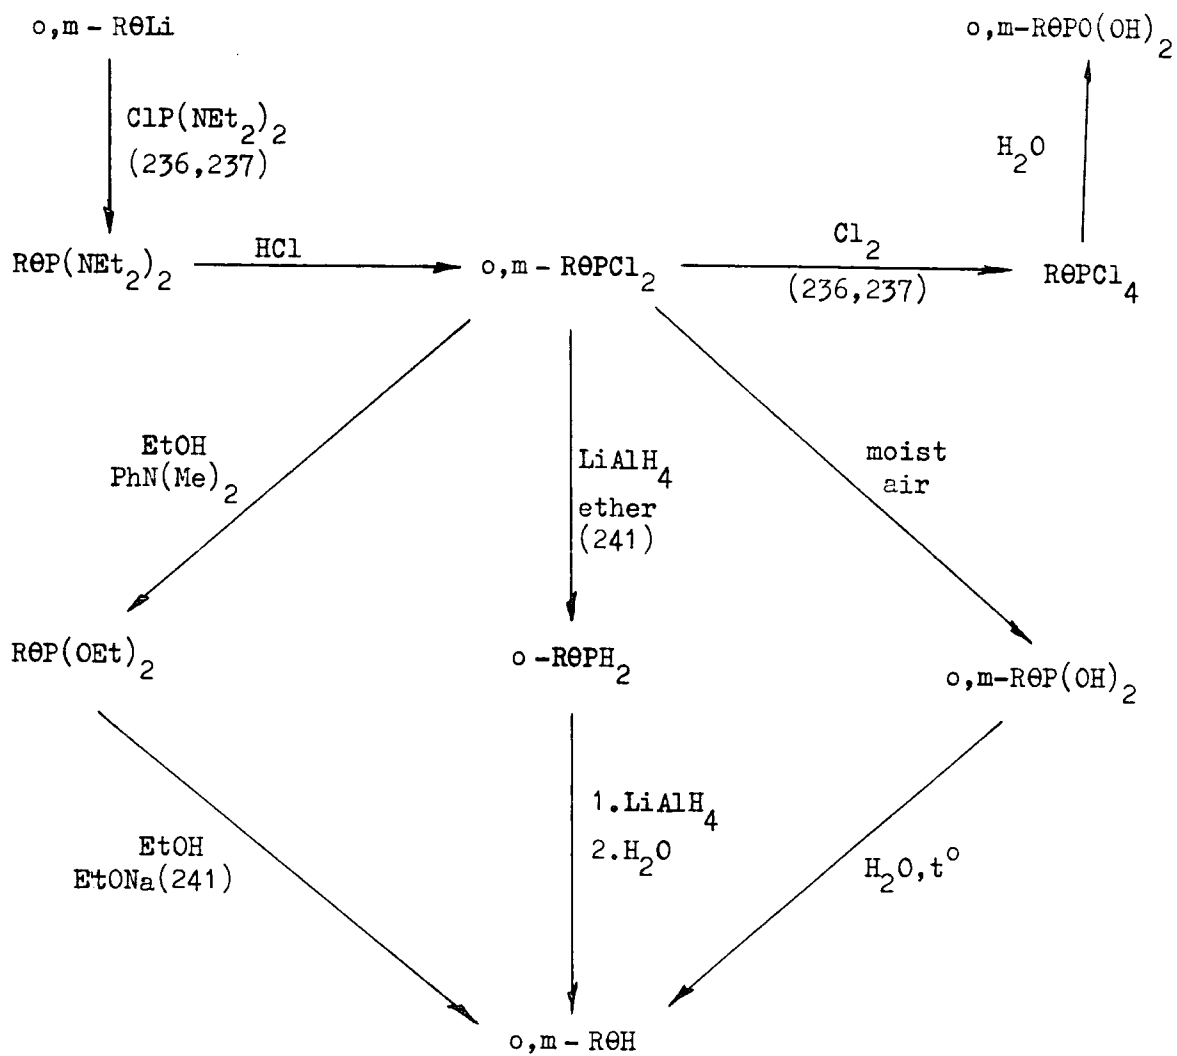 o,m - RθLi
o,m-RθPO(OH)2
ClP(NEt2)2
(236,237)
H2O
RθP(NEt2)2
HCl
o,m - RθPCl2
Cl2
(236,237)
RθPCl4
EtOH
PhN(Me)2
LiAlH4
ether
(241)
moist
air
RθP(OEt)2
o -RθPH2
o,m-RθP(OH)2
EtOH
EtONa(241)
1.LiAlH4
2.H2O
H2O,t°
o,m - RθH